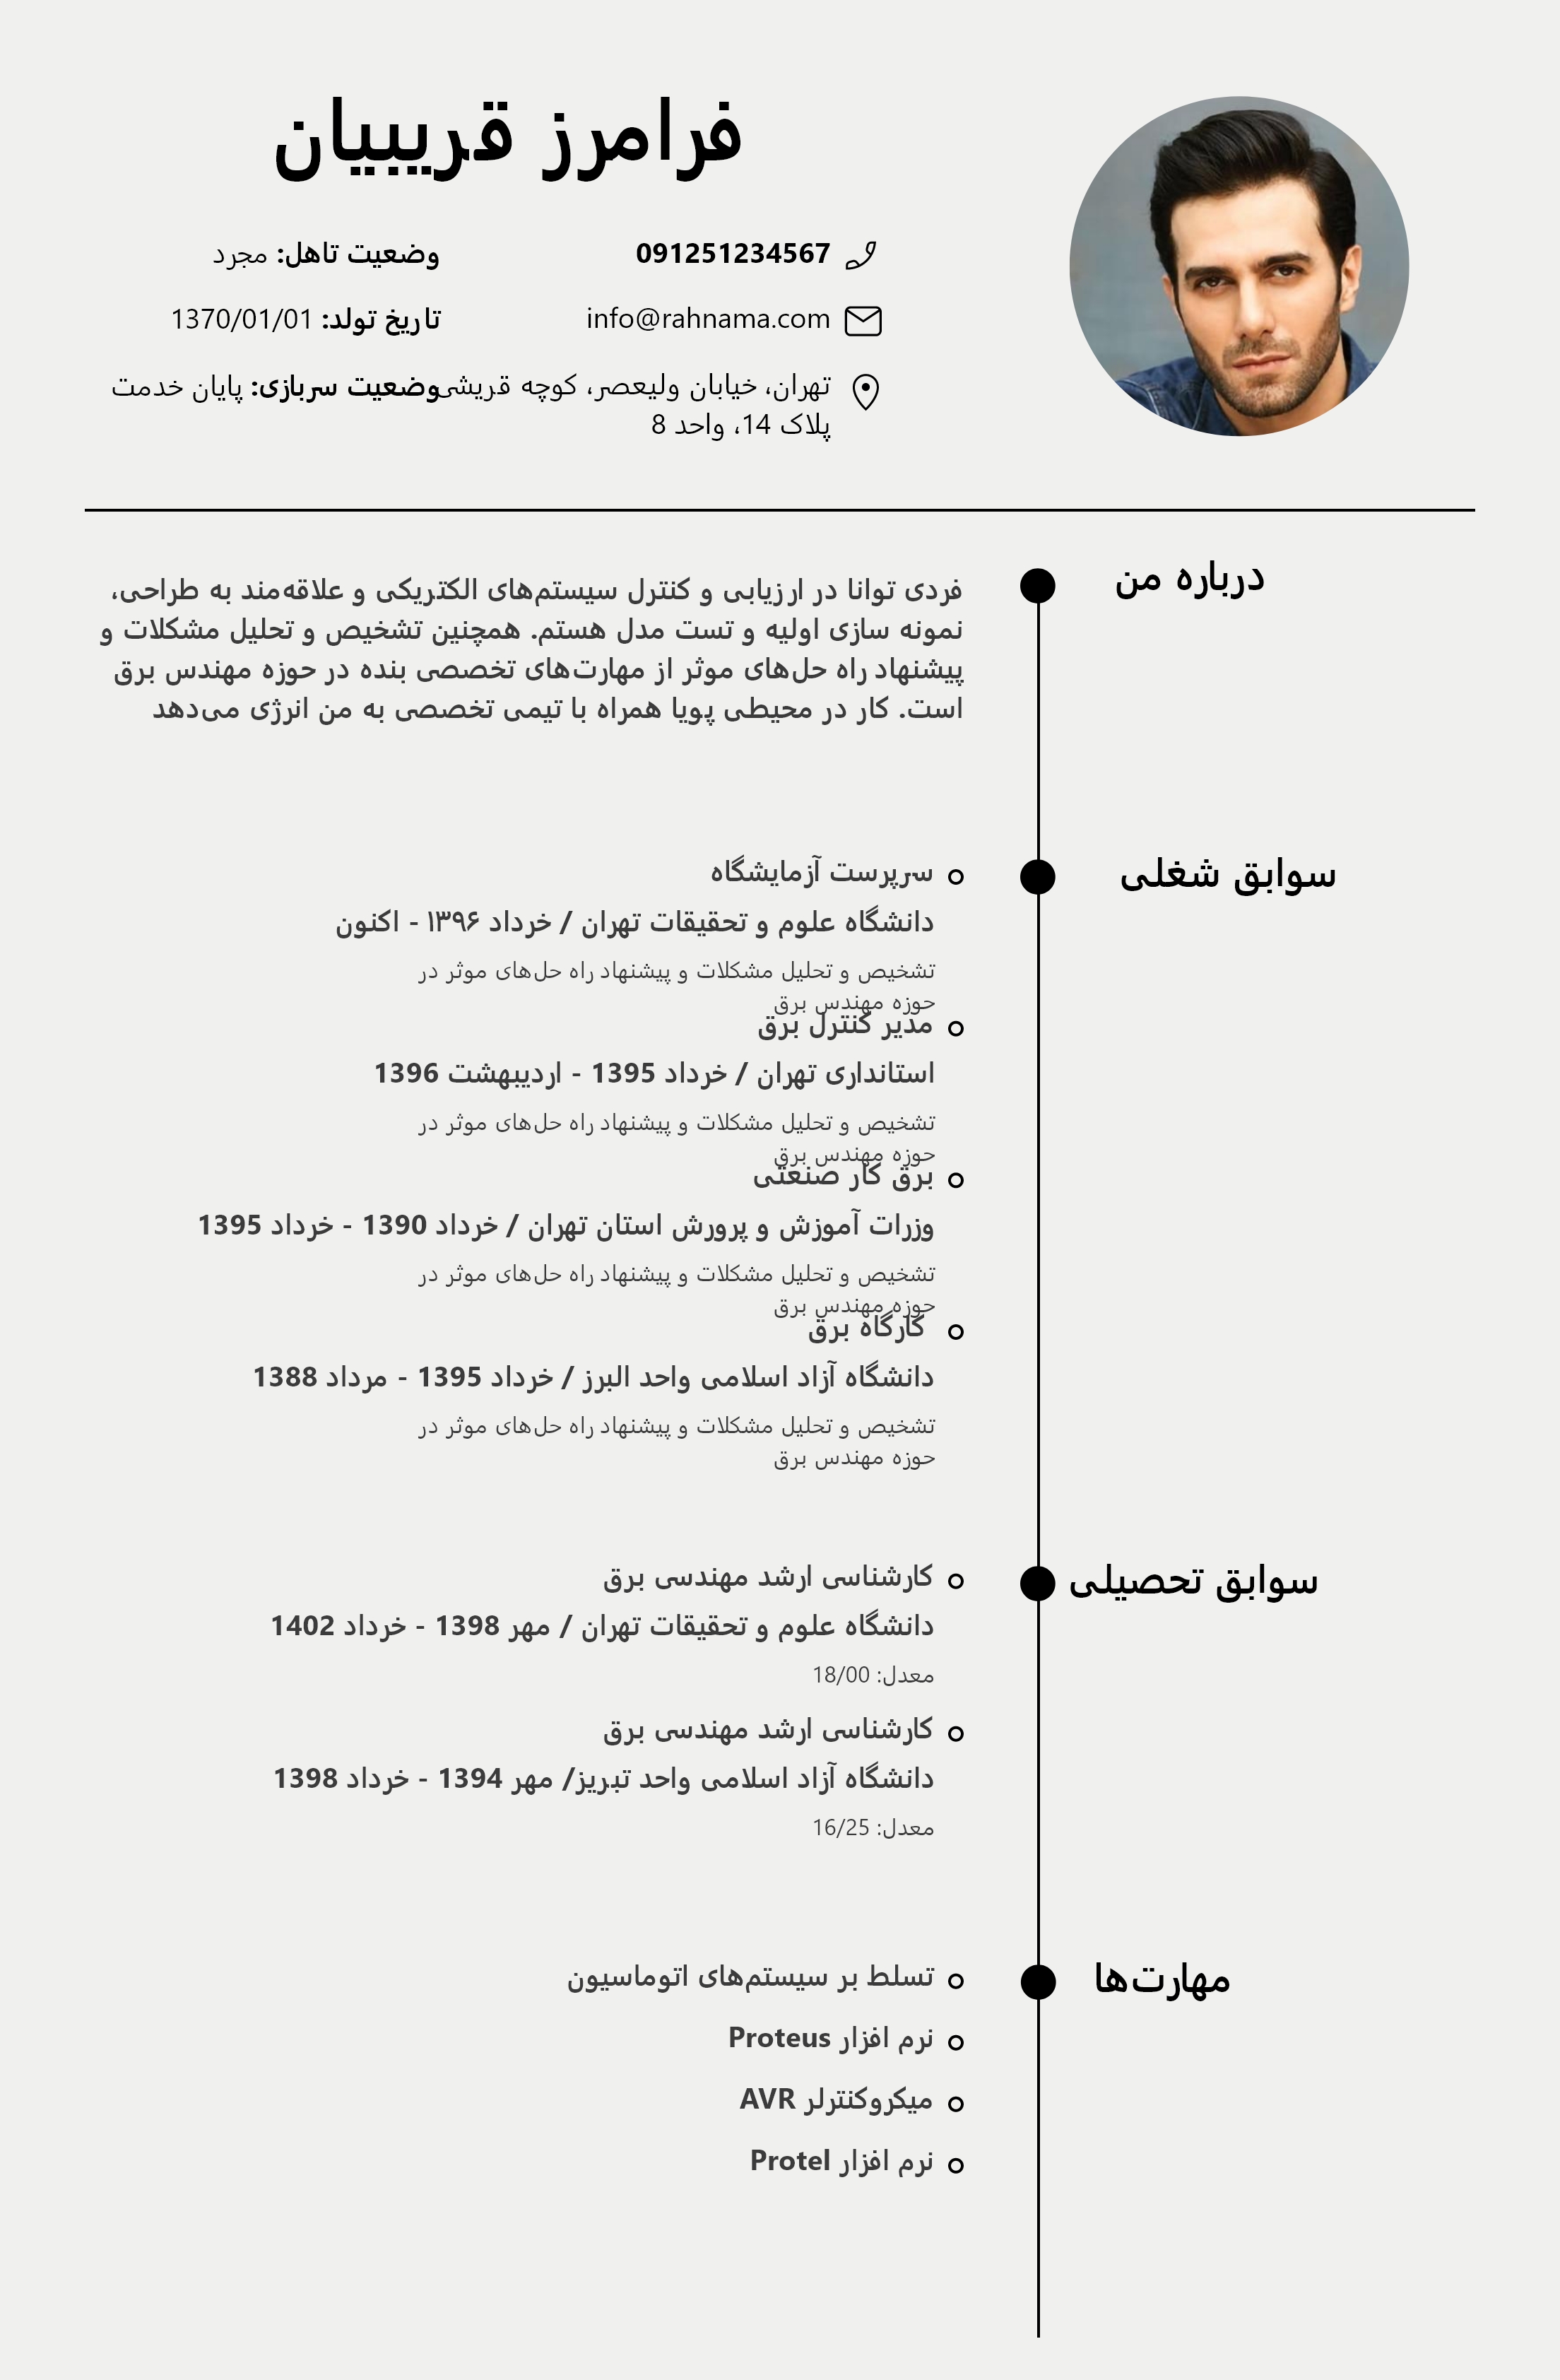 فرامرز قریبیان
091251234567
info@rahnama.com
تهران، خیابان ولیعصر، کوچه قریشی
پلاک 14، واحد 8
وضعیت تاهل: مجرد
تاریخ تولد: 1370/01/01
وضعیت سربازی: پایان خدمت
درباره من
فردی توانا در ارزیابی و کنترل سیستم‌های الکتریکی و علاقه‌مند به طراحی،
نمونه سازی اولیه و تست مدل هستم. همچنین تشخیص و تحلیل مشکلات و
پیشنهاد راه حل‌های موثر از مهارت‌های تخصصی بنده در حوزه مهندس برق
است. کار در محیطی پویا همراه با تیمی تخصصی به من انرژی می‌دهد
سوابق شغلی
سرپرست آزمایشگاه
دانشگاه علوم و تحقیقات تهران / خرداد ۱۳۹۶ - اکنون
تشخیص و تحلیل مشکلات و پیشنهاد راه حل‌های موثر در
حوزه مهندس برق
مدیر کنترل برق
استانداری تهران / خرداد 1395 - اردیبهشت 1396
تشخیص و تحلیل مشکلات و پیشنهاد راه حل‌های موثر در
حوزه مهندس برق
برق کار صنعتی
وزرات آموزش و پرورش استان تهران / خرداد 1390 - خرداد 1395
تشخیص و تحلیل مشکلات و پیشنهاد راه حل‌های موثر در
حوزه مهندس برق
کارگاه برق
دانشگاه آزاد اسلامی واحد البرز / خرداد 1395 - مرداد 1388
تشخیص و تحلیل مشکلات و پیشنهاد راه حل‌های موثر در
حوزه مهندس برق
سوابق تحصیلی
کارشناسی ارشد مهندسی برق
دانشگاه علوم و تحقیقات تهران / مهر 1398 - خرداد 1402
معدل: 18/00
کارشناسی ارشد مهندسی برق
دانشگاه آزاد اسلامی واحد تبریز/ مهر 1394 - خرداد 1398
معدل: 16/25
مهارت‌ها
تسلط بر سیستم‌های اتوماسیون
نرم افزار Proteus
میکروکنترلر AVR
نرم افزار Protel